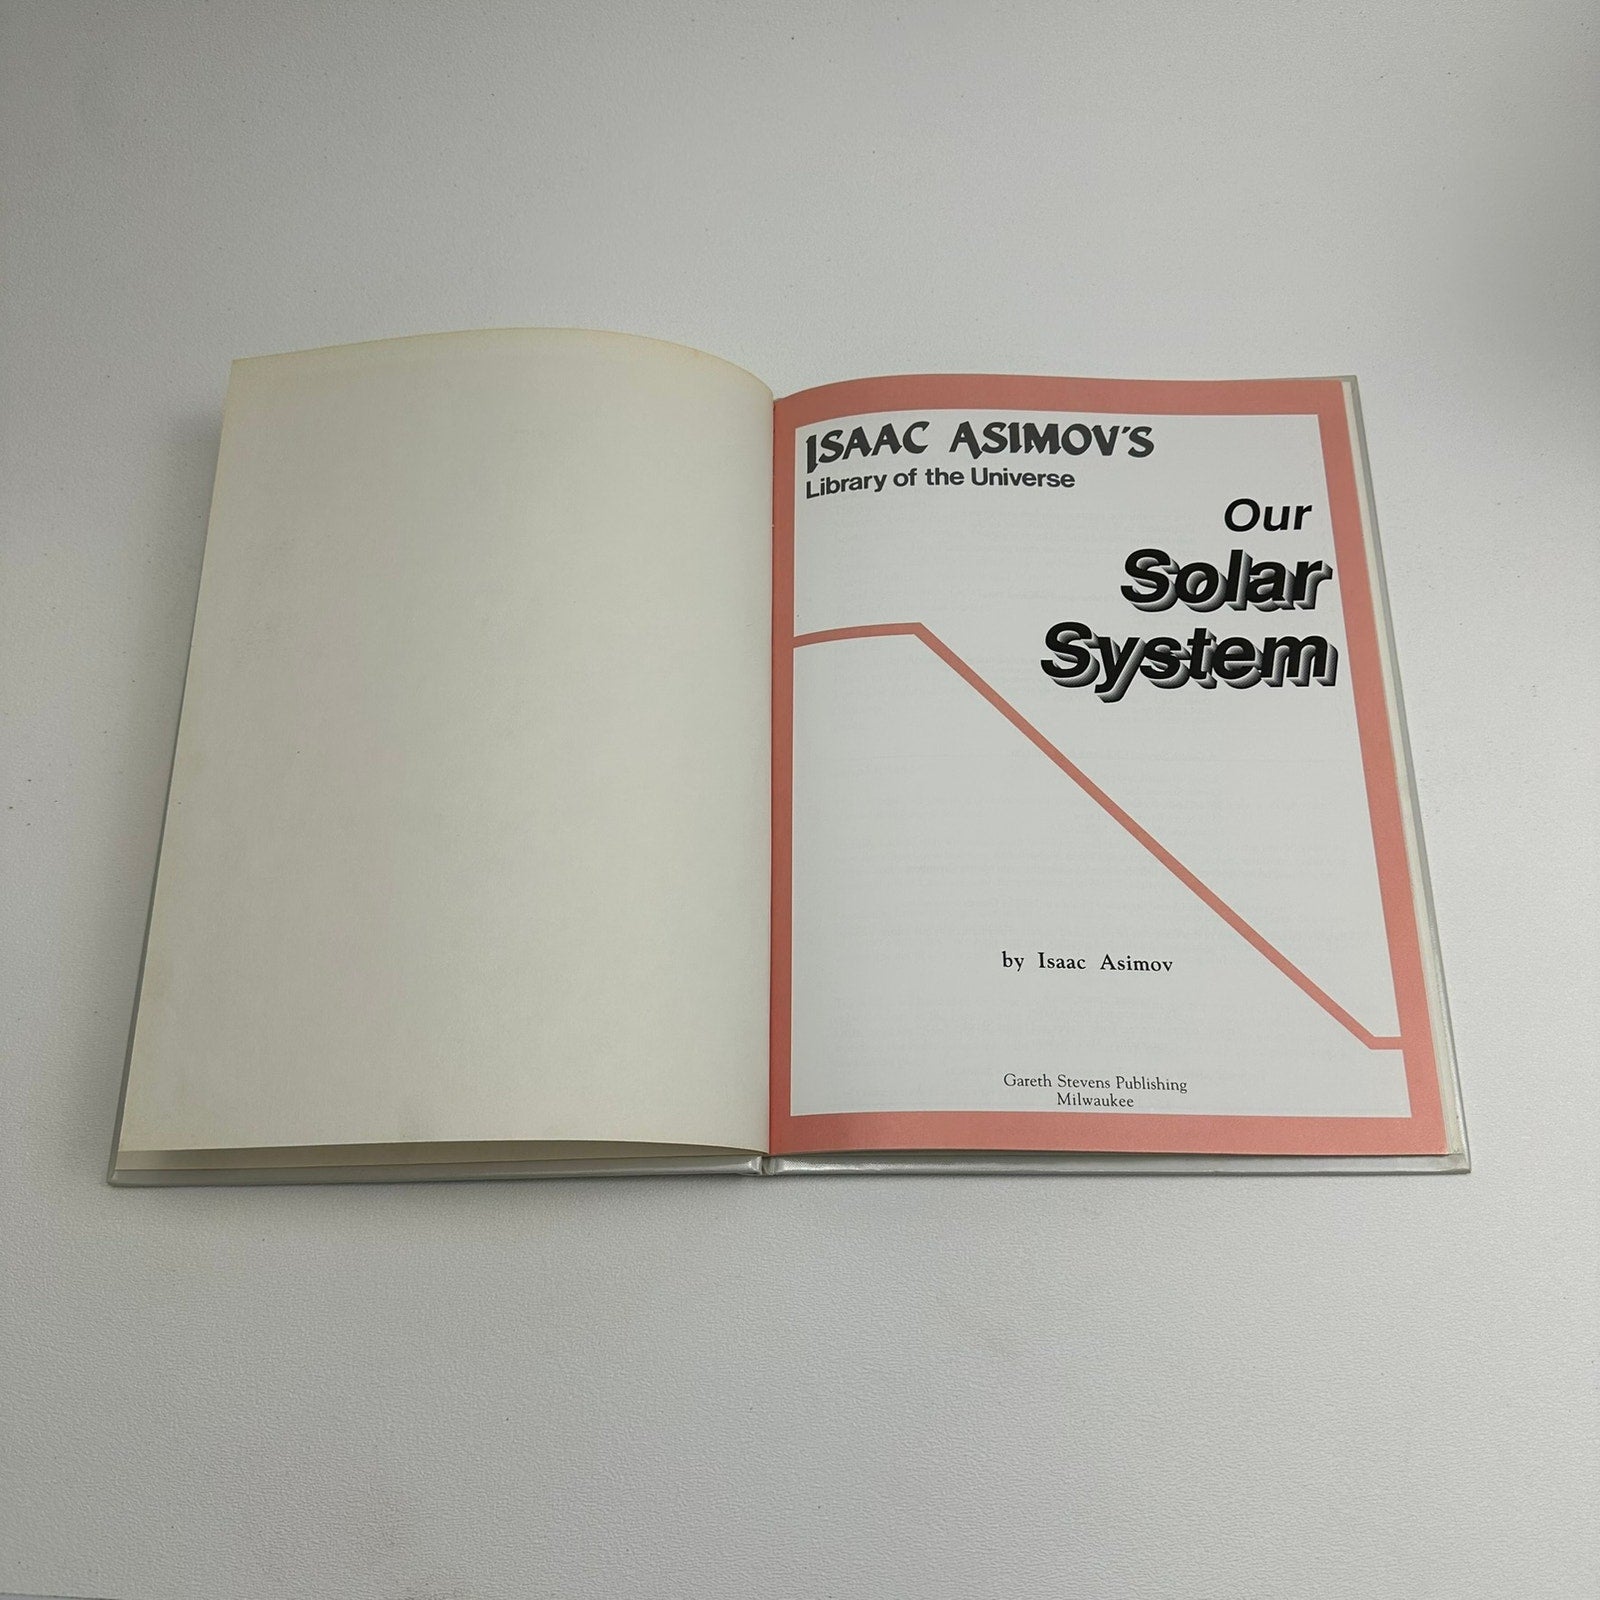 ISAAC ASIMOV'S
Library of the Universe
Our
Solar
System
by Isaac Asimov
Gareth Stevens Publishing
Milwaukee